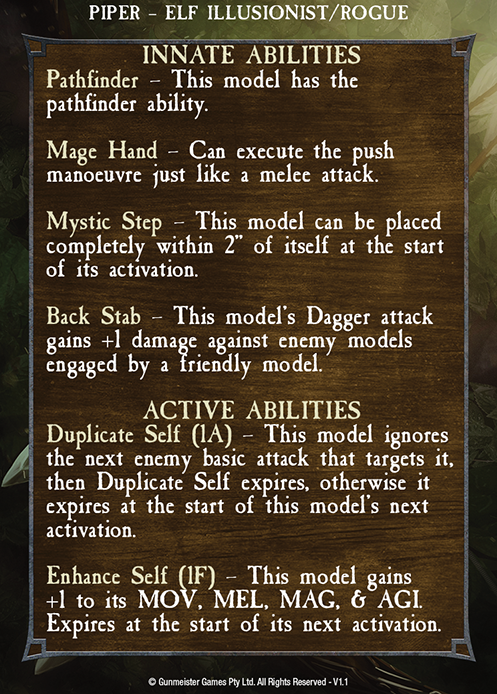 PIPER – ELF ILLUSIONIST/ROGUE
INNATE ABILITIES
Pathfinder – This model has the
pathfinder ability.
Mage Hand – Can execute the push
manoeuvre just like a melee attack.
Mystic Step – This model can be placed
completely within 2” of itself at the start
of its activation.
Back Stab – This model's Dagger attack
gains +1 damage against enemy models
engaged by a friendly model.
ACTIVE ABILITIES
Duplicate Self (1A) – This model ignores
the next enemy basic attack that targets it,
then Duplicate Self expires, otherwise it
expires at the start of this model's next
activation.
Enhance Self (1F) – This model gains
+1 to its MOV, MEL, MAG, & AGI.
Expires at the start of its next activation.
© Gunmeister Games Pty Ltd. All Rights Reserved - V1.1